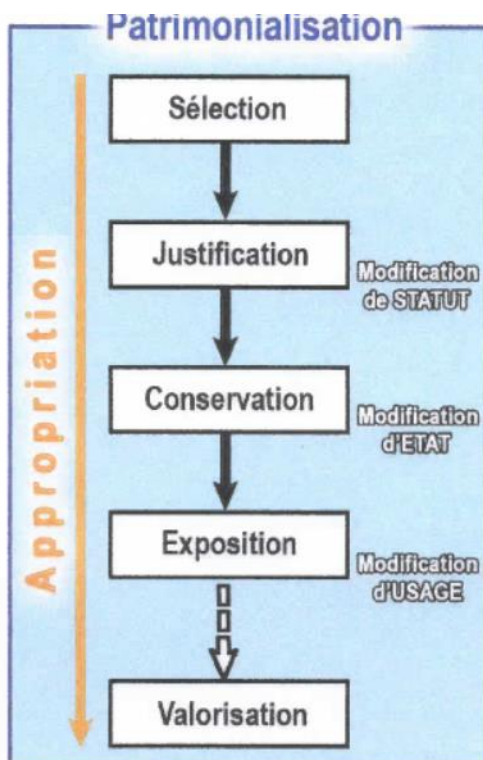 Patrimonialisation
Sélection
Justification
Modification
de STATUT
Conservation
Modification
d'ETAT
Exposition
Modification
d'USAGE
Valorisation
Appropriation